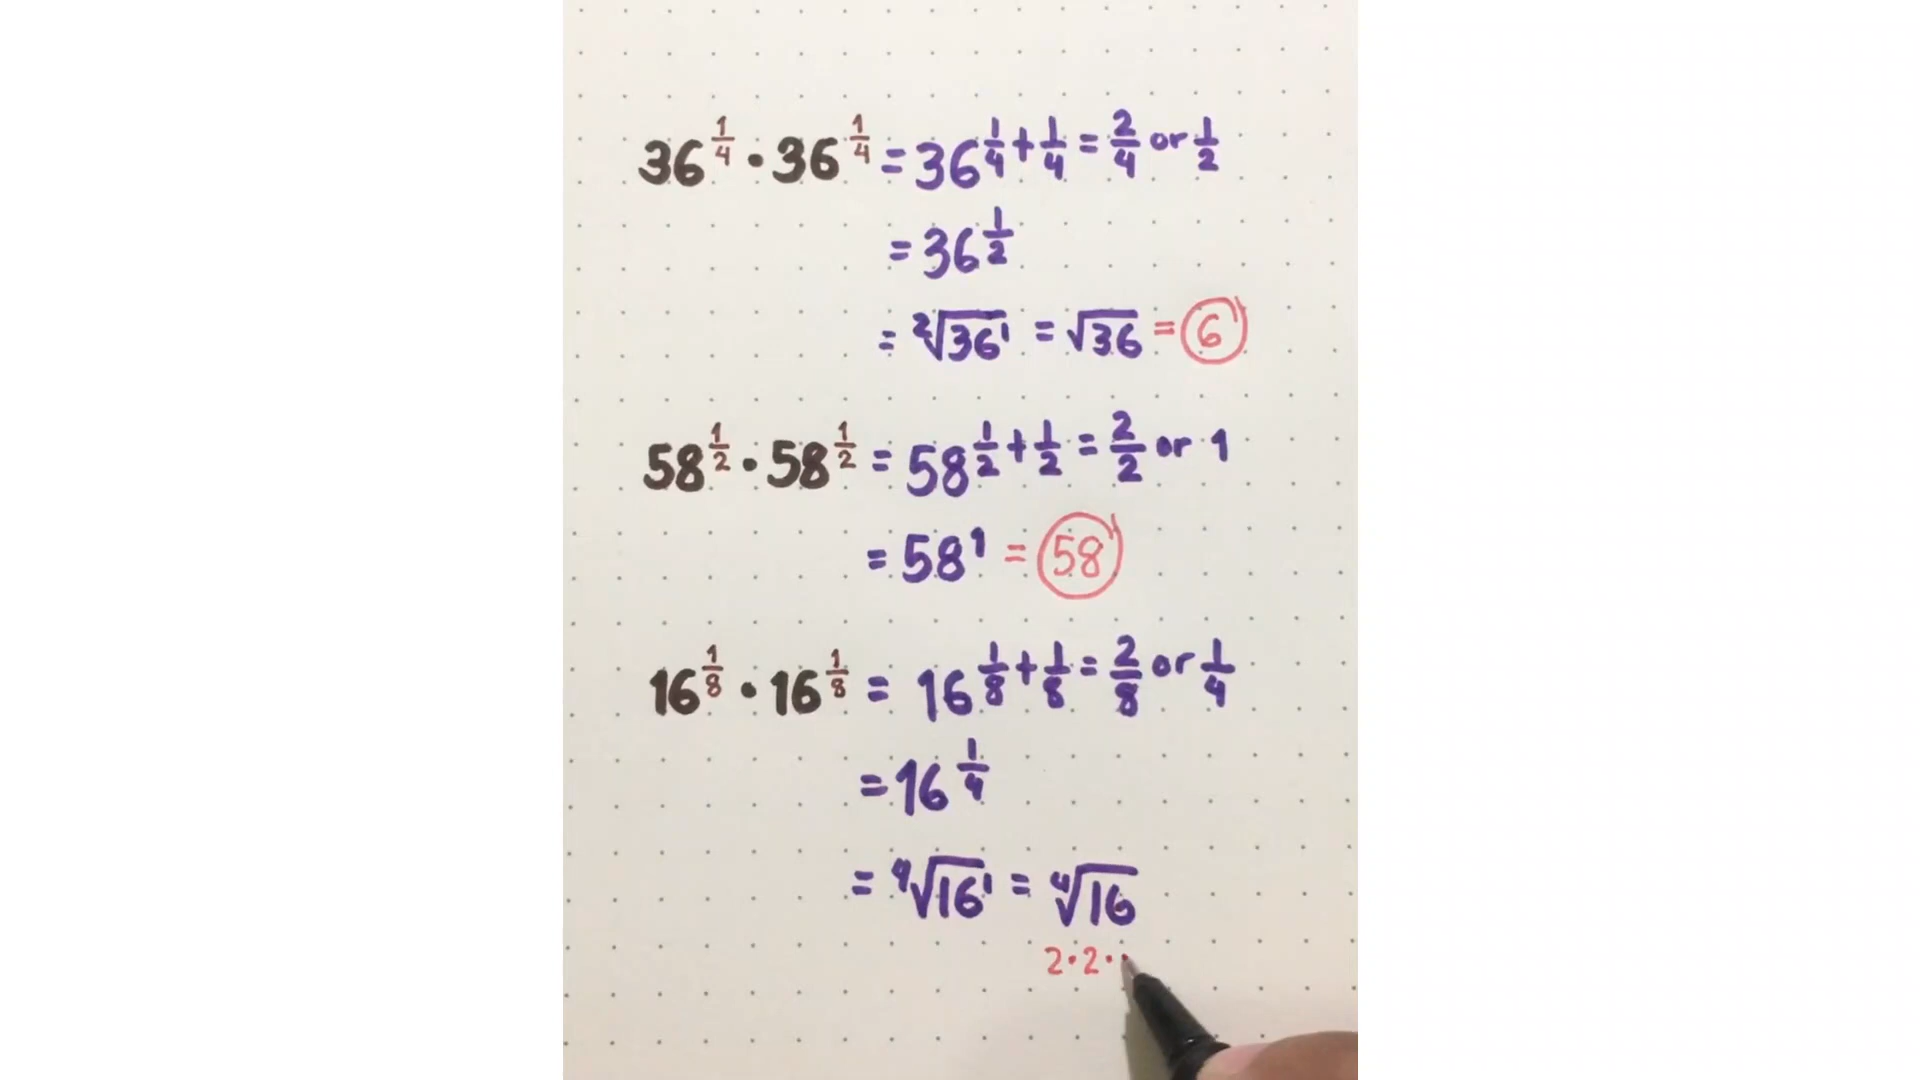 36^(1/4) · 36^(1/4) = 36^(1/4 + 1/4) = 2/4 or 1/2
= 36^(1/2)
= ²√36¹ = √36 = 6
58^(1/2) · 58^(1/2) = 58^(1/2 + 1/2) = 2/2 or 1
= 58¹ = 58
16^(1/8) · 16^(1/8) = 16^(1/8 + 1/8) = 2/8 or 1/4
= 16^(1/4)
= ⁴√16¹ = ⁴√16
2·2·